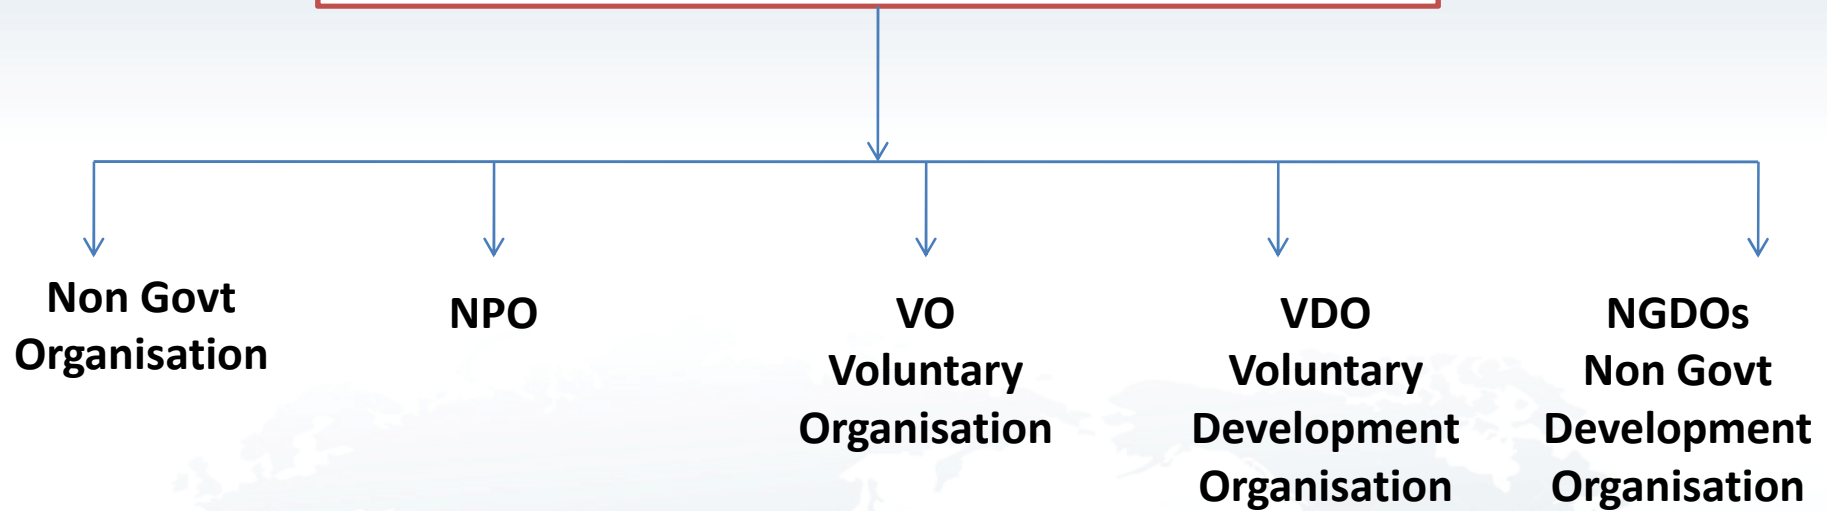 Non Govt
Organisation
NPO
VO
Voluntary
Organisation
VDO
Voluntary
Development
Organisation
NGDOs
Non Govt
Development
Organisation